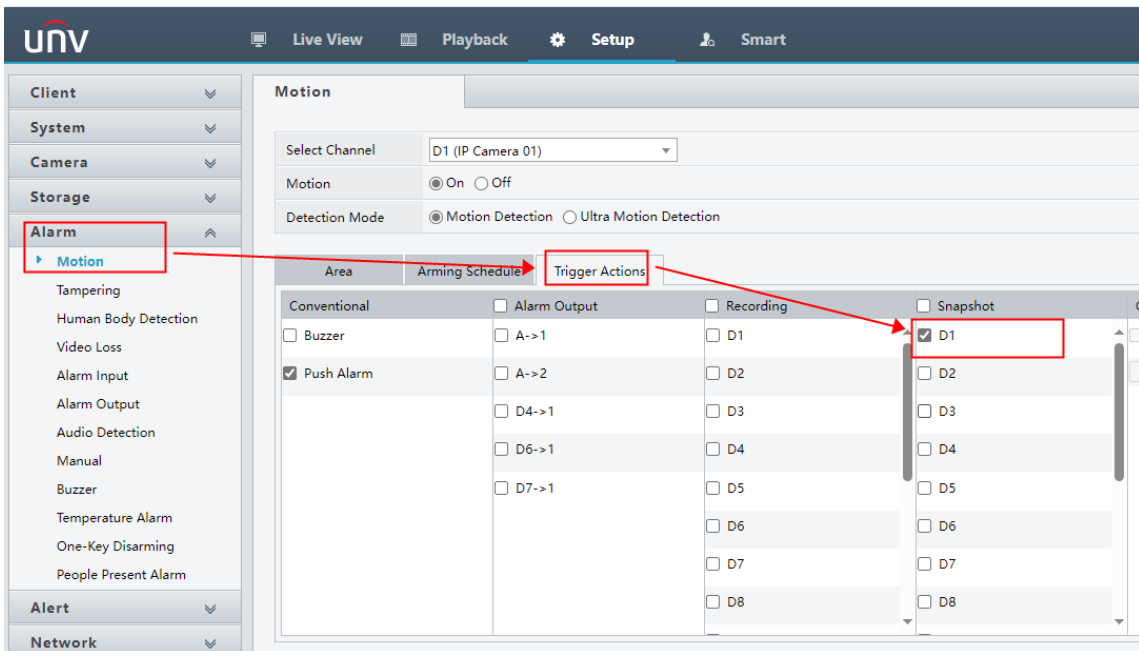 unv
Live View Playback Setup Smart
Client
System
Camera
Storage
Alarm
Motion
Tampering
Human Body Detection
Video Loss
Alarm Input
Alarm Output
Audio Detection
Manual
Buzzer
Temperature Alarm
One-Key Disarming
People Present Alarm
Alert
Network
Motion
Select Channel D1 (IP Camera 01)
Motion On Off
Detection Mode Motion Detection Ultra Motion Detection
Area Arming Schedule Trigger Actions
Conventional Alarm Output Recording Snapshot
Buzzer A->1 D1 D1
Push Alarm A->2 D2 D2
D4->1 D3 D3
D6->1 D4 D4
D7->1 D5 D5
D6 D6
D7 D7
D8 D8